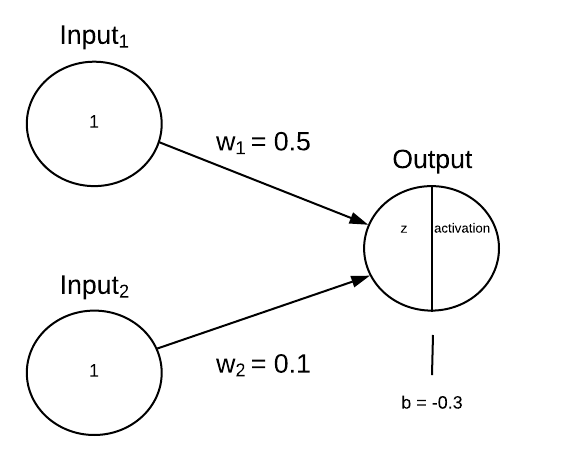 Input₁
1
w₁ = 0.5
Output
z
activation
Input₂
1
w₂ = 0.1
b = -0.3